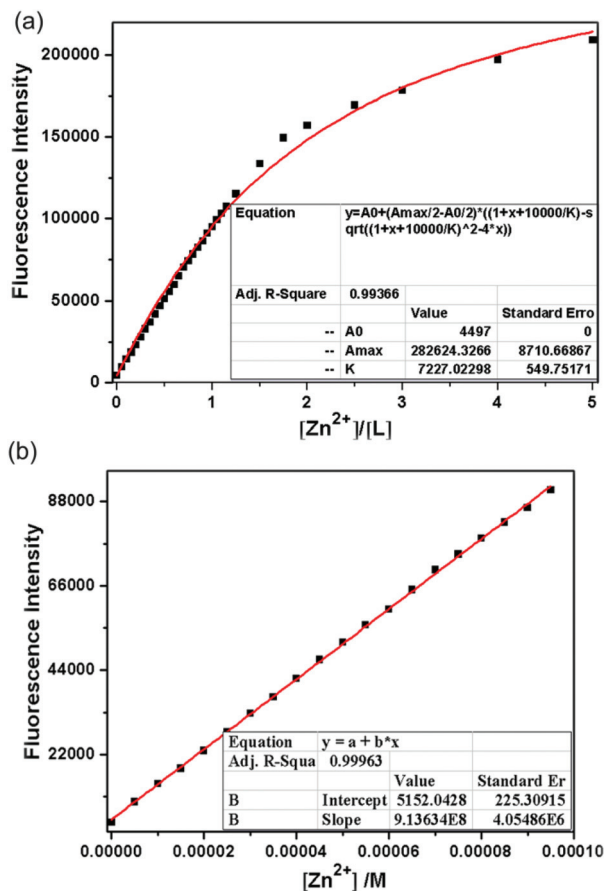 (a)
200000
150000
100000
50000
0
Fluorescence Intensity
Equation y=A0+(Amax/2-A0/2)*((1+x+10000/K)-s
qrt((1+x+10000/K)^2-4*x))
Adj. R-Square 0.99366
Value Standard Erro
-- A0 4497 0
-- Amax 282624.3266 8710.66867
-- K 7227.02298 549.75171
0 1 2 3 4 5
[Zn2+]/[L]
(b)
88000
66000
44000
22000
Fluorescence Intensity
Equation y = a + b*x
Adj. R-Squa 0.99963
Value Standard Er
B Intercept 5152.0428 225.30915
B Slope 9.13634E8 4.05486E6
0.00000 0.00002 0.00004 0.00006 0.00008 0.00010
[Zn2+] /M